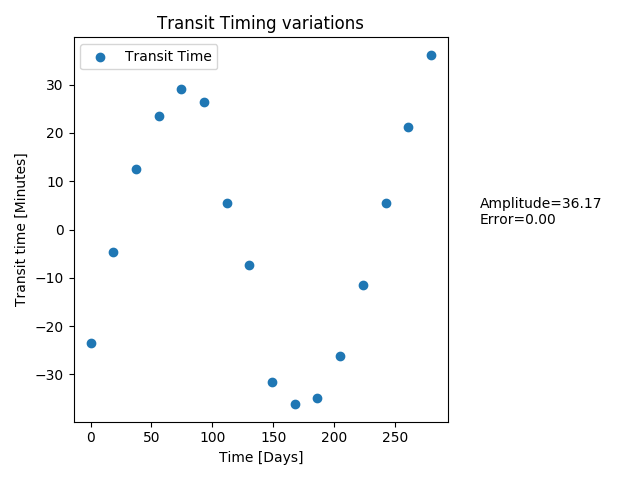 Transit Timing variations
Transit Time
Transit time [Minutes]
30
20
10
0
−10
−20
−30
0 50 100 150 200 250
Time [Days]
Amplitude=36.17
Error=0.00